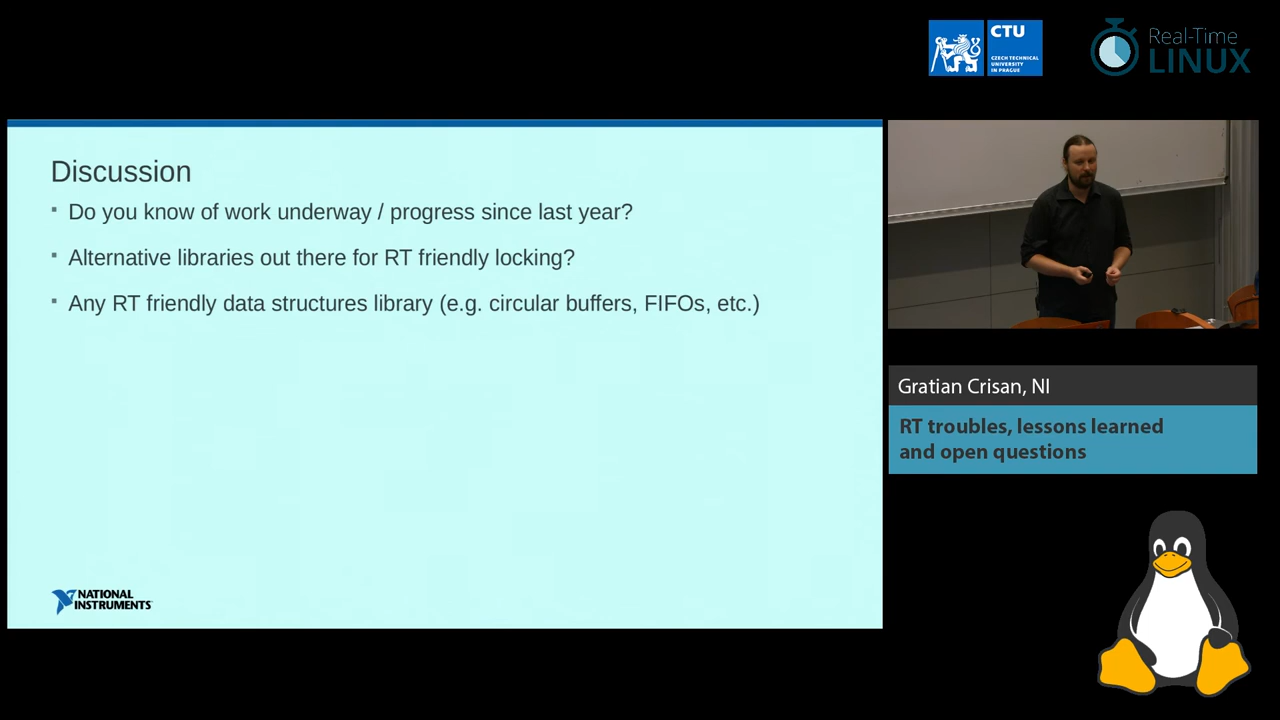 CTU
CZECH TECHNICAL
UNIVERSITY
IN PRAGUE
Real-Time
LINUX
Discussion
Do you know of work underway / progress since last year?
Alternative libraries out there for RT friendly locking?
Any RT friendly data structures library (e.g. circular buffers, FIFOs, etc.)
NATIONAL
INSTRUMENTS
Gratian Crisan, NI
RT troubles, lessons learned
and open questions